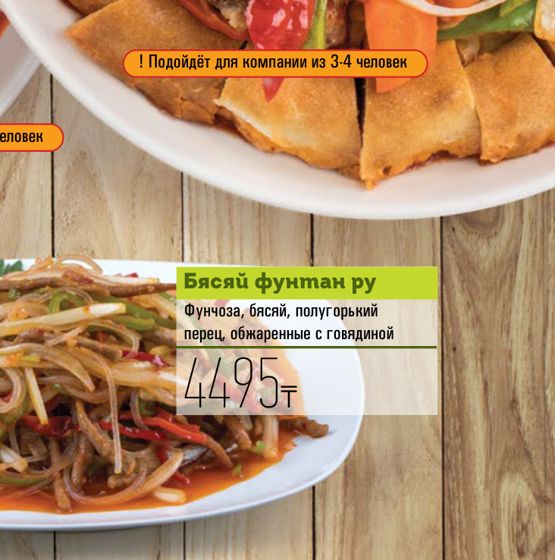 ! Подойдёт для компании из 3-4 человек
еловек
Бясяй фунтан ру
Фунчоза, бясяй, полугорький
перец, обжаренные с говядиной
4495₸